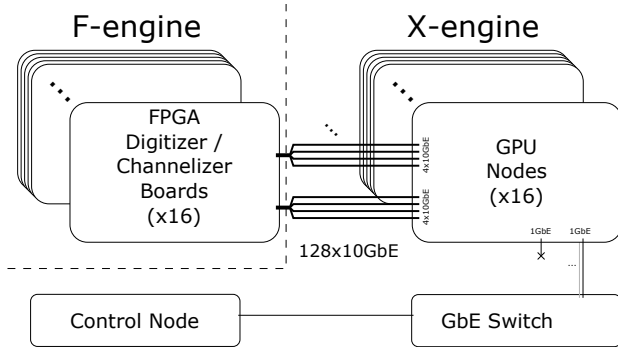 F-engine
X-engine
FPGA
Digitizer /
Channelizer
Boards
(x16)
...
4x10GbE
4x10GbE
GPU
Nodes
(x16)
1GbE
1GbE
...
128x10GbE
Control Node
GbE Switch